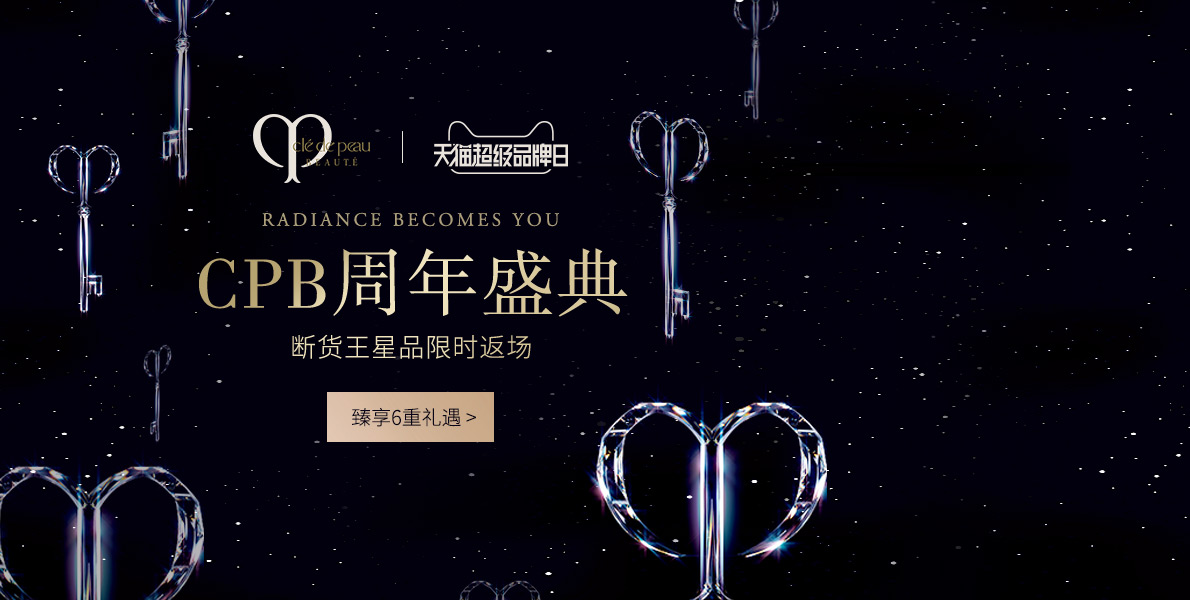 clé de peau
BEAUTÉ
天猫超级品牌日
RADIANCE BECOMES YOU
CPB周年盛典
断货王星品限时返场
臻享6重礼遇 >